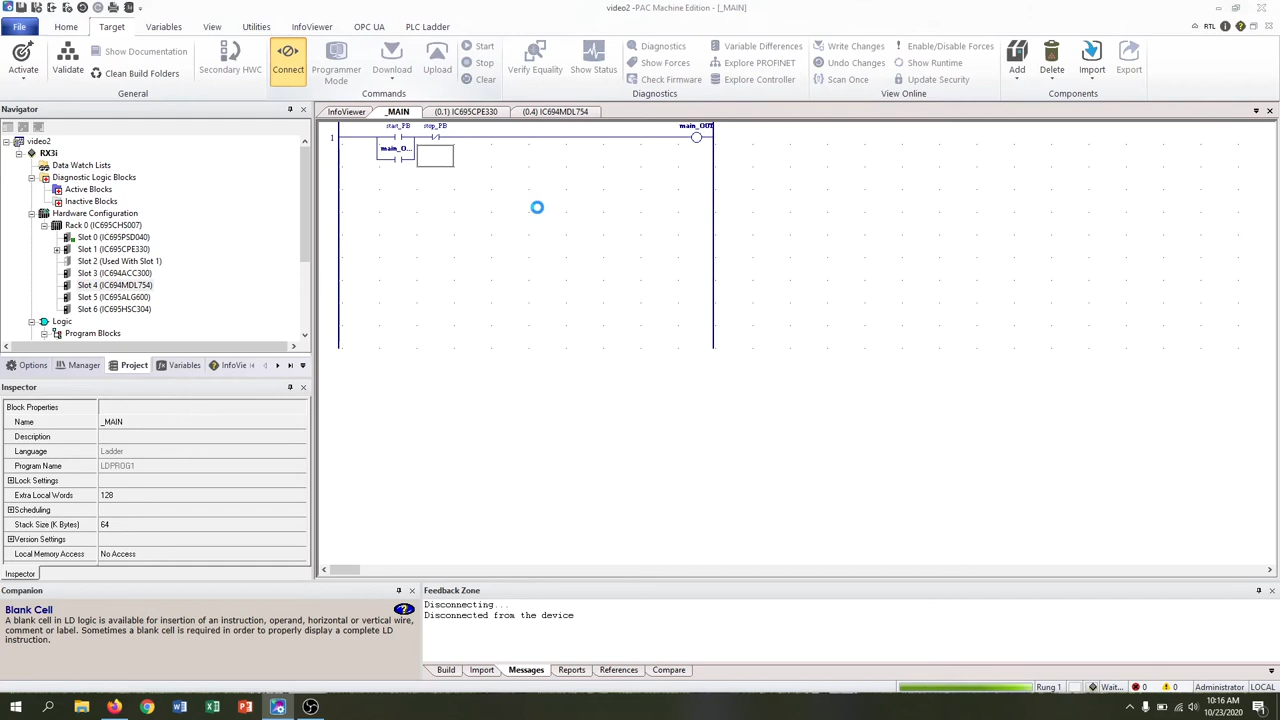 video2 - PAC Machine Edition - [_MAIN]
File Home Target Variables View Utilities InfoViewer OPC UA PLC Ladder RTL
Activate Validate Show Documentation Clean Build Folders General
Secondary HWC Connect Programmer Mode Download Upload Start Stop Clear Commands
Verify Equality Show Status Diagnostics Show Forces Check Firmware Variable Differences Explore PROFINET Explore Controller Diagnostics
Write Changes Undo Changes Scan Once Enable/Disable Forces Show Runtime Update Security View Online
Add Delete Import Export Components
Navigator
video2
RX3i
Data Watch Lists
Diagnostic Logic Blocks
Active Blocks
Inactive Blocks
Hardware Configuration
Rack 0 (IC695CHS007)
Slot 0 (IC695PSD040)
Slot 1 (IC695CPE330)
Slot 2 (Used With Slot 1)
Slot 3 (IC694ACC300)
Slot 4 (IC694MDL754)
Slot 5 (IC695ALG600)
Slot 6 (IC695HSC304)
Logic
Program Blocks
Options Manager Project Variables InfoVie
Inspector
Block Properties
Name _MAIN
Description
Language Ladder
Program Name LDPROG1
Lock Settings
Extra Local Words 128
Scheduling
Stack Size (K Bytes) 64
Version Settings
Local Memory Access No Access
Inspector
InfoViewer _MAIN (0.1) IC695CPE330 (0.4) IC694MDL754
start_PB stop_PB main_OUT
1
main_O...
Companion
Blank Cell
A blank cell in LD logic is available for insertion of an instruction, operand, horizontal or vertical wire,
comment or label. Sometimes a blank cell is required in order to properly display a complete LD
instruction.
Feedback Zone
Disconnecting...
Disconnected from the device
Build Import Messages Reports References Compare
Rung 1 Wait... 0 0 Administrator LOCAL
10:16 AM
10/23/2020